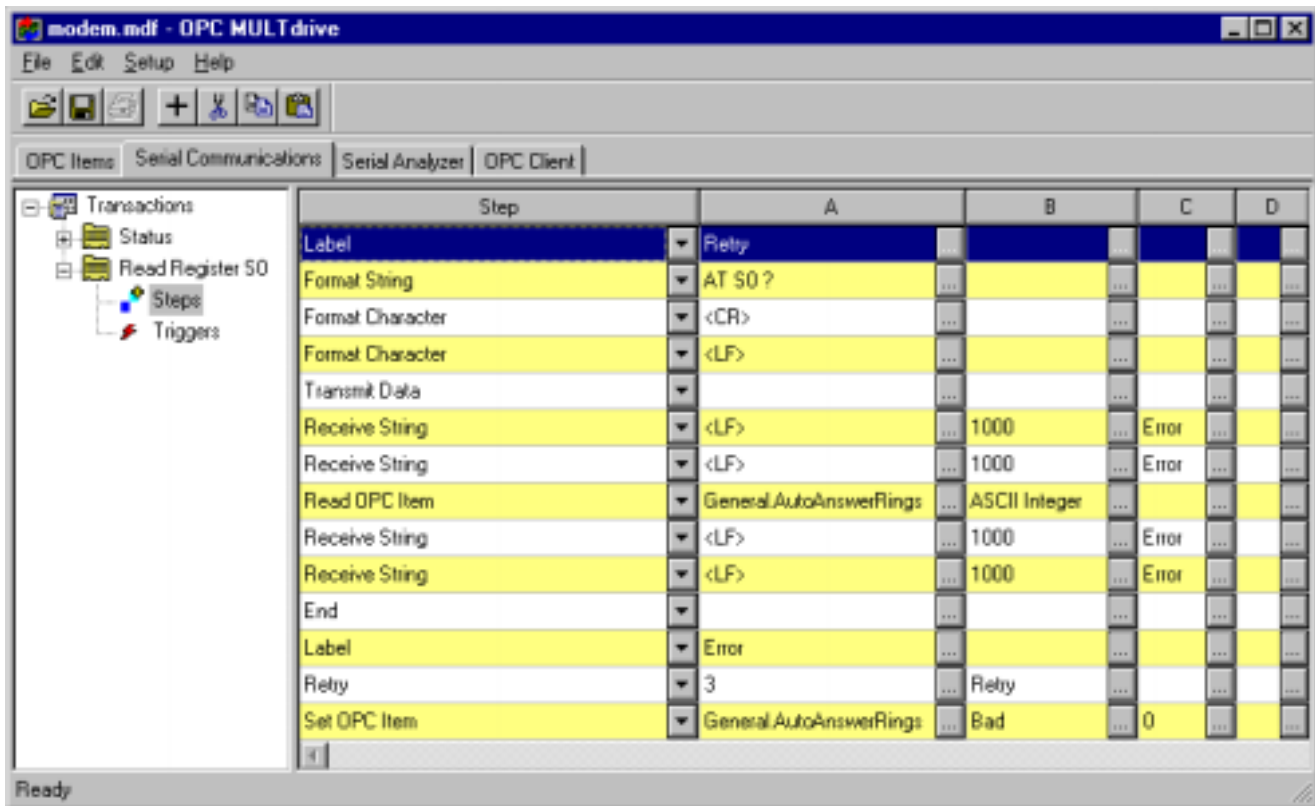 modem.mdf - OPC MULTdrive
File Edit Setup Help
OPC Items Serial Communications Serial Analyzer OPC Client
Transactions
Status
Read Register S0
Steps
Triggers
Step A B C D
Label Retry
Format String AT S0 ?
Format Character <CR>
Format Character <LF>
Transmit Data
Receive String <LF> 1000 Error
Receive String <LF> 1000 Error
Read OPC Item General.AutoAnswerRings ASCII Integer
Receive String <LF> 1000 Error
Receive String <LF> 1000 Error
End
Label Error
Retry 3 Retry
Set OPC Item General.AutoAnswerRings Bad 0
Ready